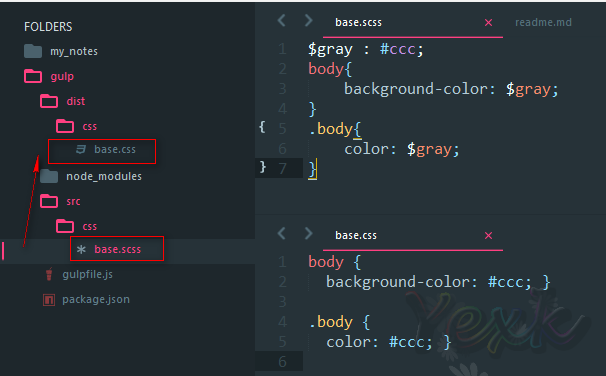 FOLDERS
my_notes
gulp
dist
css
base.css
node_modules
src
css
base.scss
gulpfile.js
package.json
base.scss × readme.md
1 $gray : #ccc;
2 body{
3 background-color: $gray;
4 }
{ 5 .body{
6 color: $gray;
} 7 }
base.css ×
1 body {
2 background-color: #ccc; }
3
4 .body {
5 color: #ccc; }
6
Yexk